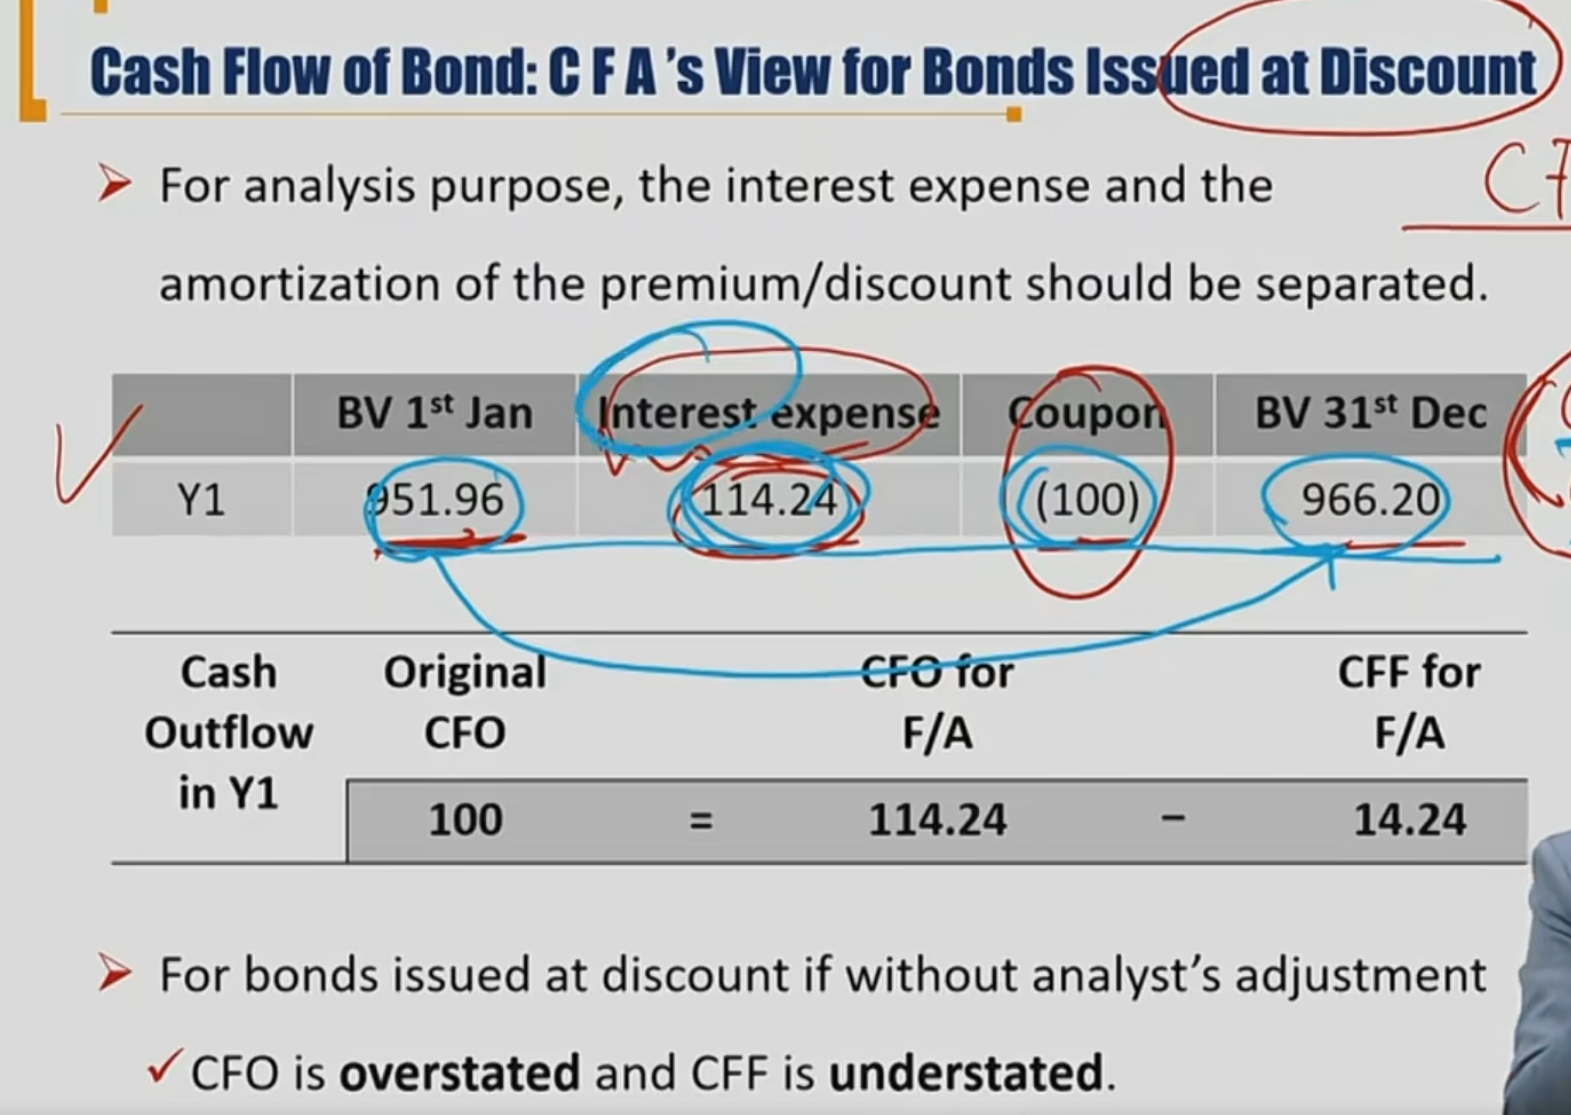 Cash Flow of Bond: C F A 's View for Bonds Issued at Discount
For analysis purpose, the interest expense and the
amortization of the premium/discount should be separated.
BV 1st Jan Interest expense Coupon BV 31st Dec
Y1 951.96 114.24 (100) 966.20
Cash Original CFO for CFF for
Outflow CFO F/A F/A
in Y1
100 = 114.24 – 14.24
For bonds issued at discount if without analyst's adjustment
✓ CFO is overstated and CFF is understated.